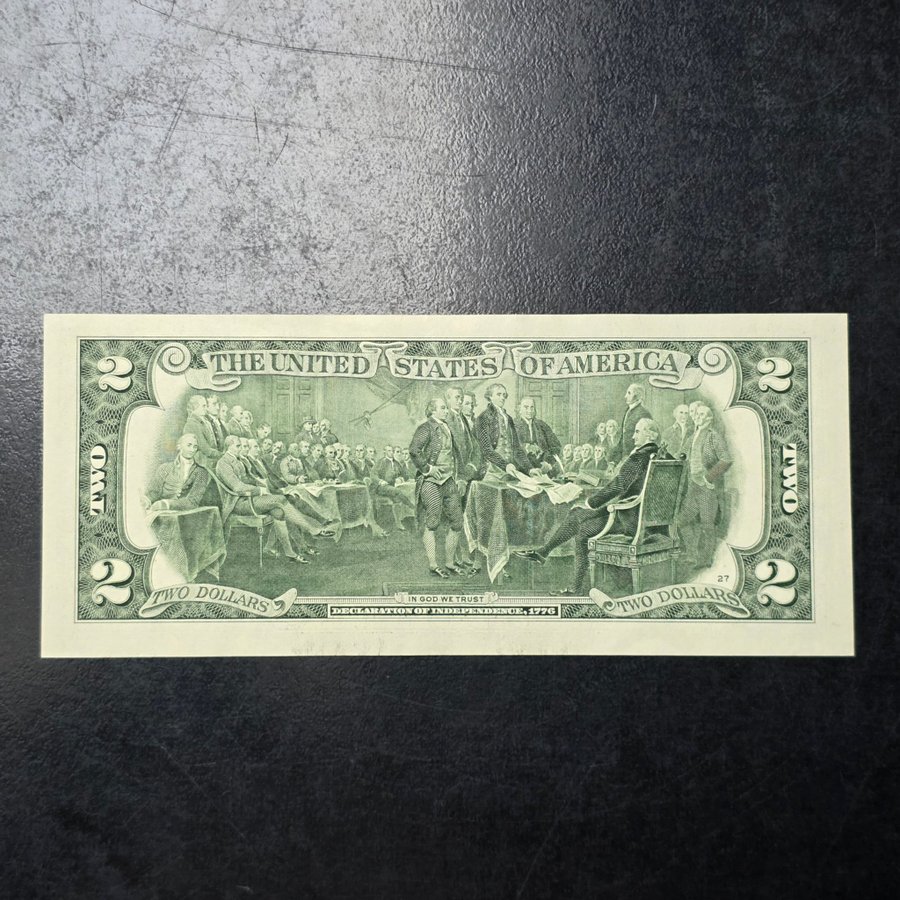 2 THE UNITED STATES OF AMERICA 2
TWO TWO
2 27 2
TWO DOLLARS IN GOD WE TRUST TWO DOLLARS
DECLARATION OF INDEPENDENCE, 1776